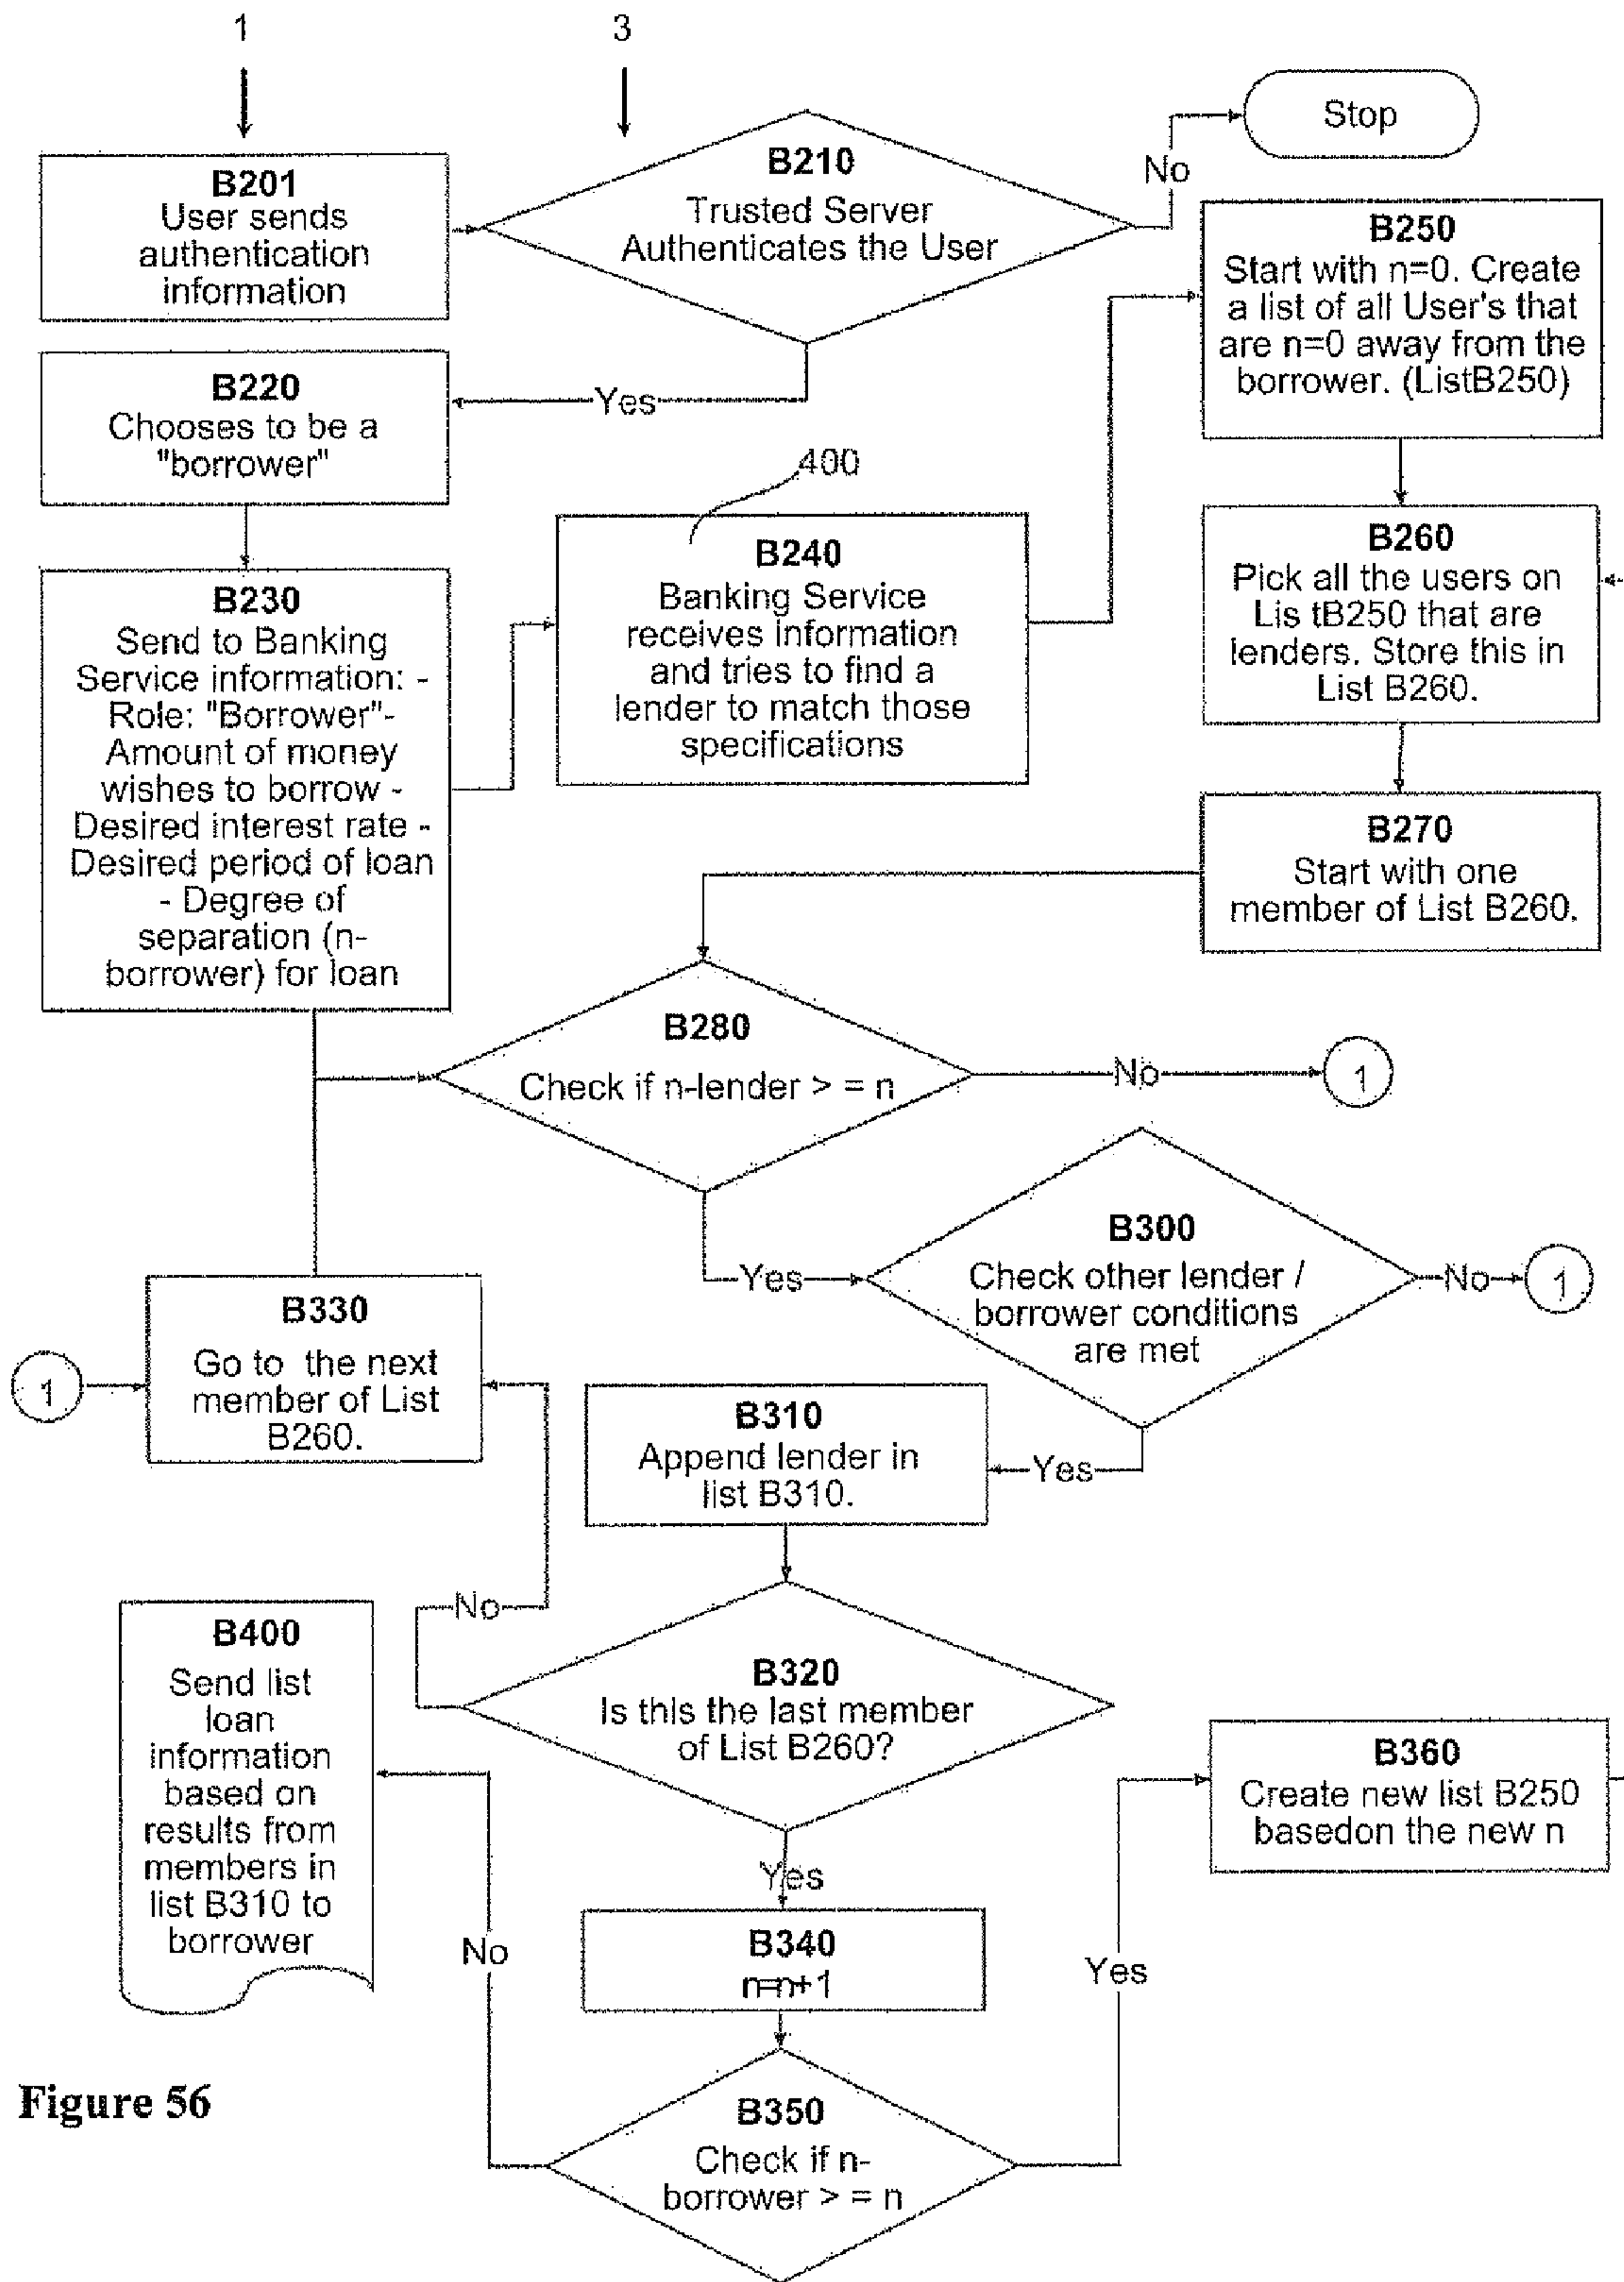 1
3
Stop
No
B201
User sends
authentication
information
B210
Trusted Server
Authenticates the User
B250
Start with n=0. Create
a list of all User's that
are n=0 away from the
borrower. (ListB250)
B220
Chooses to be a
"borrower"
Yes
400
B230
Send to Banking
Service information: -
Role: "Borrower"-
Amount of money
wishes to borrow -
Desired interest rate -
Desired period of loan
- Degree of
separation (n-
borrower) for loan
B240
Banking Service
receives information
and tries to find a
lender to match those
specifications
B260
Pick all the users on
Lis tB250 that are
lenders. Store this in
List B260.
B270
Start with one
member of List B260.
B280
Check if n-lender > = n
No
1
Yes
B300
Check other lender /
borrower conditions
are met
No
1
1
B330
Go to the next
member of List
B260.
B310
Append lender in
list B310.
Yes
No
B320
Is this the last member
of List B260?
B400
Send list
loan
information
based on
results from
members in
list B310 to
borrower
B360
Create new list B250
basedon the new n
Yes
B340
n=n+1
No
Yes
B350
Check if n-
borrower > = n
Figure 56